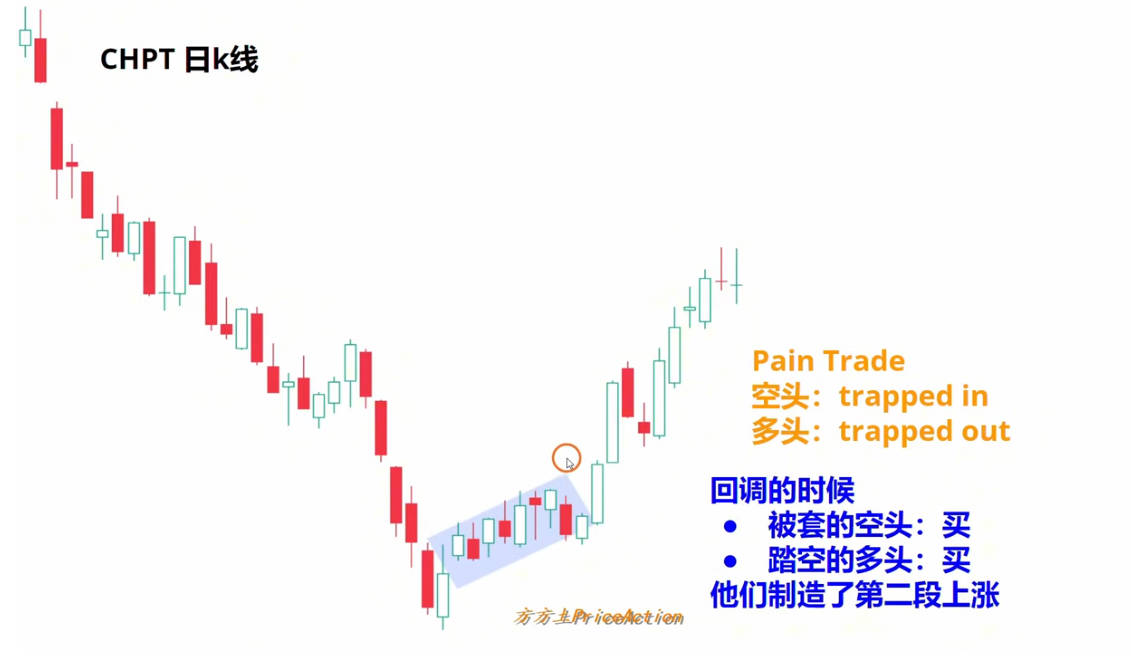 CHPT 日k线
Pain Trade
空头：trapped in
多头：trapped out
回调的时候
● 被套的空头：买
● 踏空的多头：买
他们制造了第二段上涨
方方土PriceAction